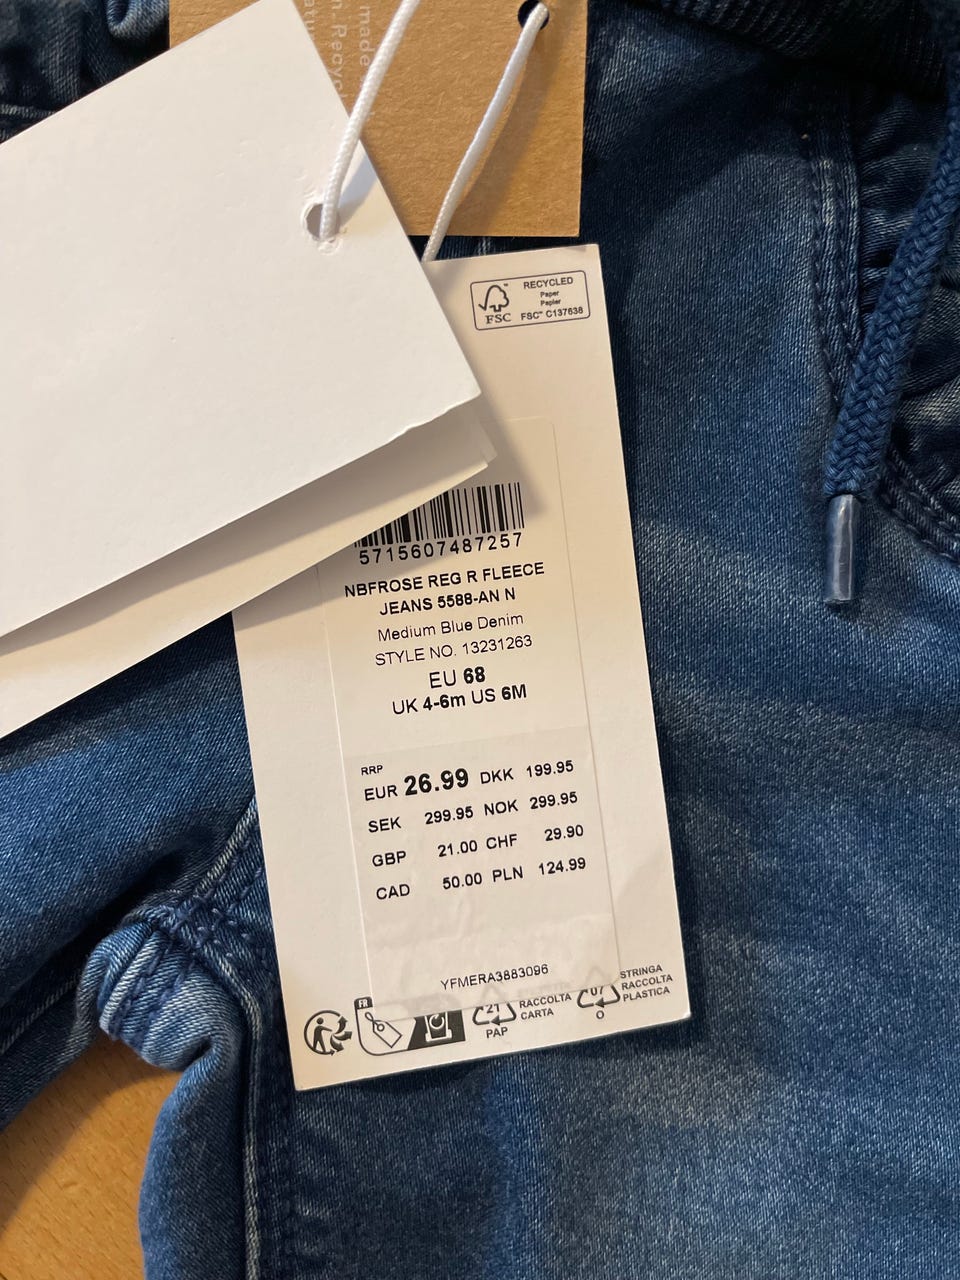 made
n-Recyc
RECYCLED
Paper
Papier
FSC™ C137638
FSC
5715607487257
NBFROSE REG R FLEECE
JEANS 5588-AN N
Medium Blue Denim
STYLE NO. 13231263
EU 68
UK 4-6m US 6M
RRP
EUR 26.99 DKK 199.95
SEK 299.95 NOK 299.95
GBP 21.00 CHF 29.90
CAD 50.00 PLN 124.99
YFMERA3883096
FR
21
PAP
RACCOLTA
CARTA
07
O
STRINGA
RACCOLTA
PLASTICA